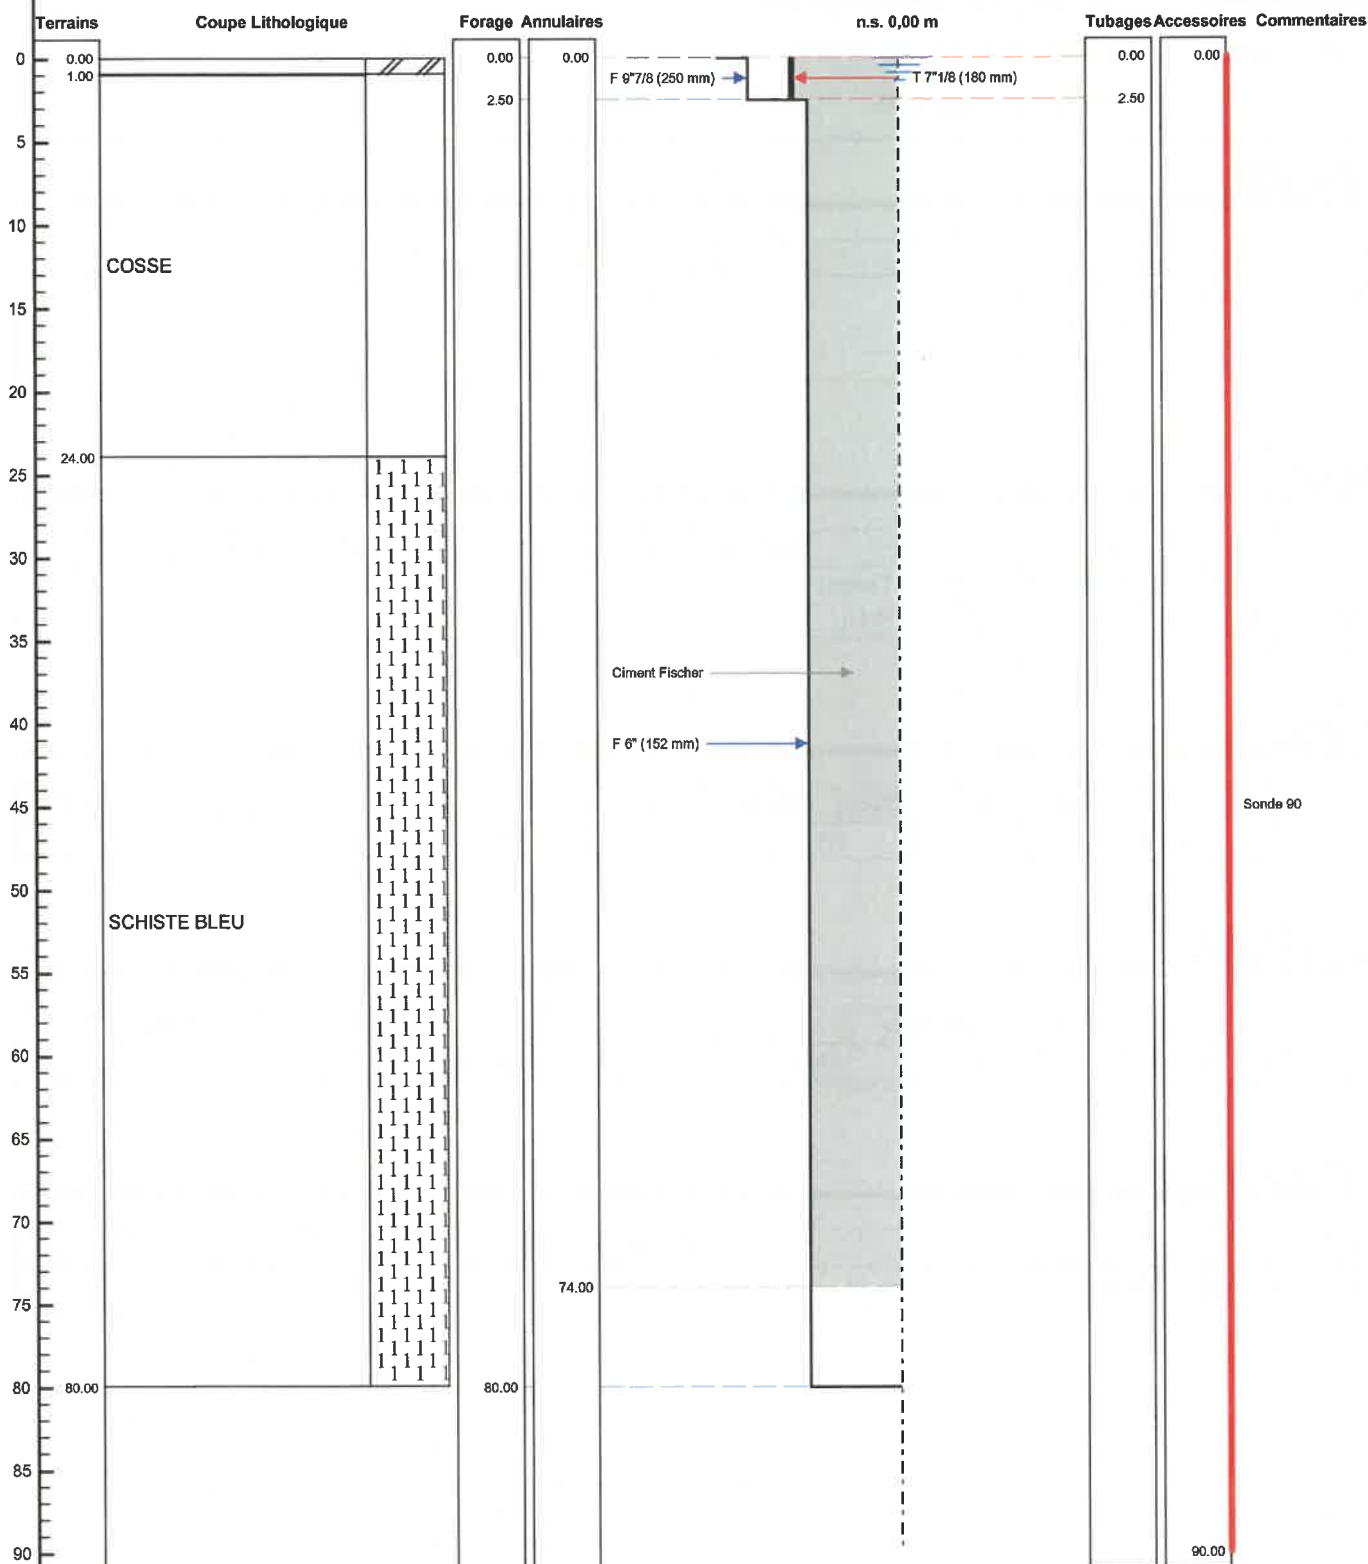 Terrains Coupe Lithologique Forage Annulaires n.s. 0,00 m Tubages Accessoires Commentaires
0 0.00 0.00 0.00 0.00 0.00
1.00 F 9"7/8 (250 mm) T 7"1/8 (180 mm)
2.50 2.50
5
10
COSSE
15
20
24.00
25
30
35
Ciment Fischer
40
F 6" (152 mm)
45 Sonde 90
50
SCHISTE BLEU
55
60
65
70
74.00
75
80 80.00 80.00
85
90 90.00